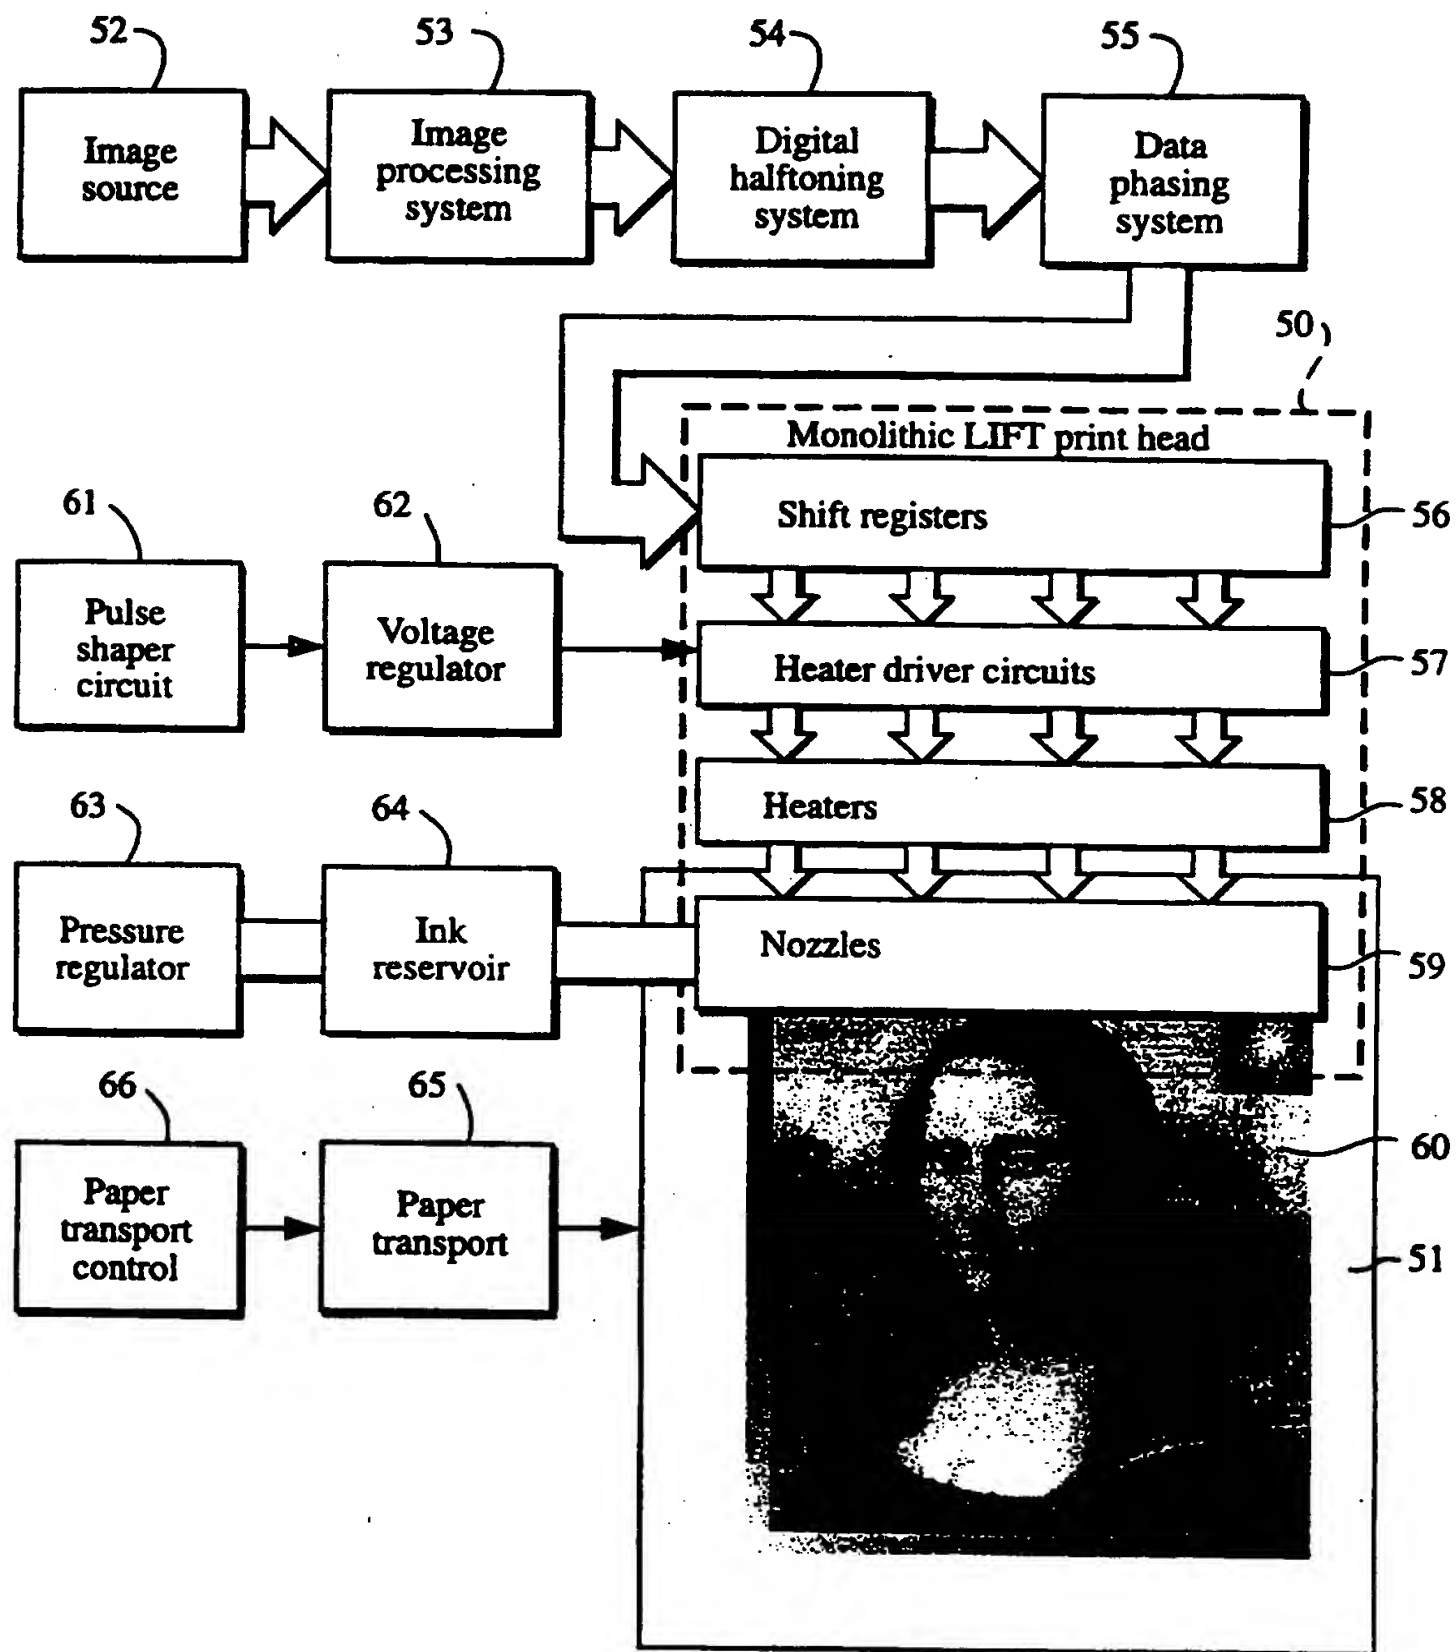 52
53
54
55
Image
source
Image
processing
system
Digital
halftoning
system
Data
phasing
system
50
Monolithic LIFT print head
61
62
Shift registers
56
Pulse
shaper
circuit
Voltage
regulator
Heater driver circuits
57
63
64
Heaters
58
Pressure
regulator
Ink
reservoir
Nozzles
59
66
65
60
Paper
transport
control
Paper
transport
51